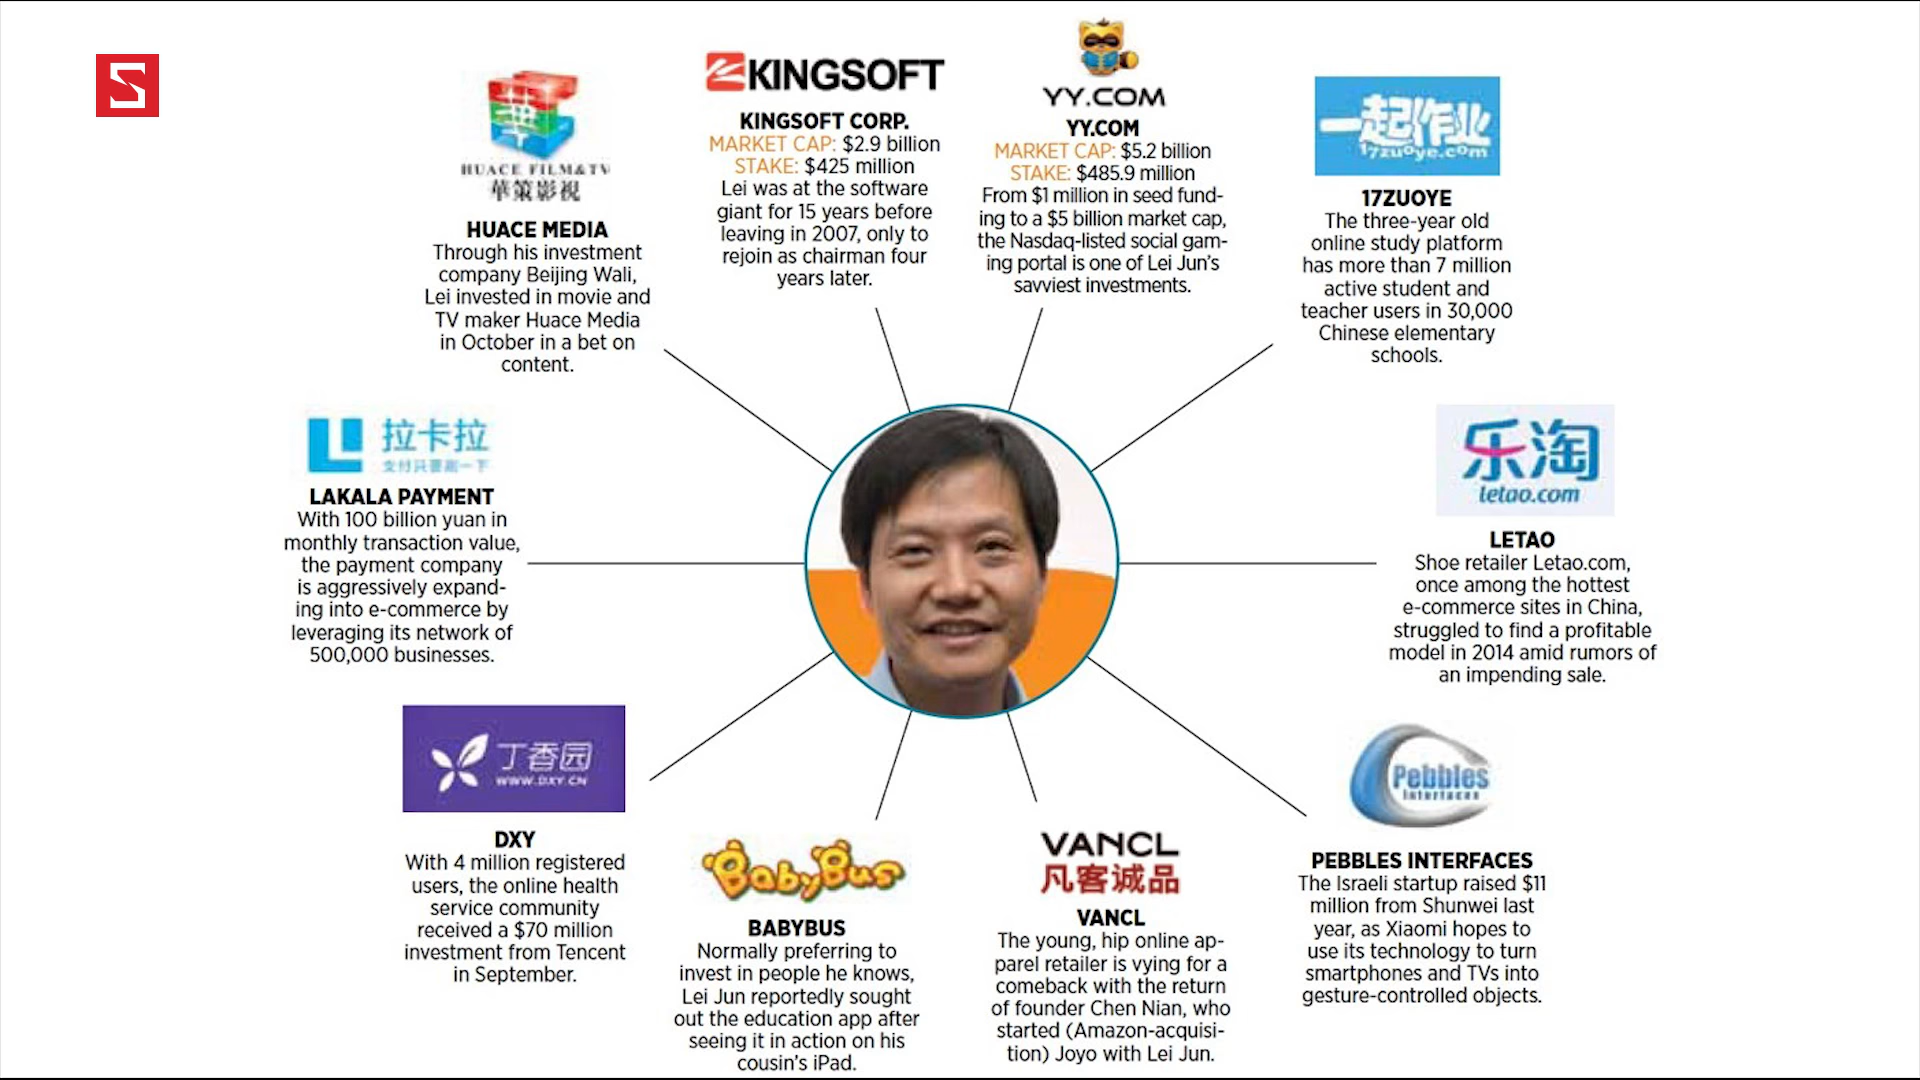 S
HUACE FILM&TV
華策影視
HUACE MEDIA
Through his investment
company Beijing Wali,
Lei invested in movie and
TV maker Huace Media
in October in a bet on
content.
KINGSOFT
KINGSOFT CORP.
MARKET CAP: $2.9 billion
STAKE: $425 million
Lei was at the software
giant for 15 years before
leaving in 2007, only to
rejoin as chairman four
years later.
YY.COM
YY.COM
MARKET CAP: $5.2 billion
STAKE: $485.9 million
From $1 million in seed fund-
ing to a $5 billion market cap,
the Nasdaq-listed social gam-
ing portal is one of Lei Jun's
savviest investments.
一起作业
17zuoye.com
17ZUOYE
The three-year old
online study platform
has more than 7 million
active student and
teacher users in 30,000
Chinese elementary
schools.
拉卡拉
支付只要刷一下
LAKALA PAYMENT
With 100 billion yuan in
monthly transaction value,
the payment company
is aggressively expand-
ing into e-commerce by
leveraging its network of
500,000 businesses.
乐淘
letao.com
LETAO
Shoe retailer Letao.com,
once among the hottest
e-commerce sites in China,
struggled to find a profitable
model in 2014 amid rumors of
an impending sale.
丁香园
WWW.DXY.CN
DXY
With 4 million registered
users, the online health
service community
received a $70 million
investment from Tencent
in September.
BabyBus
BABYBUS
Normally preferring to
invest in people he knows,
Lei Jun reportedly sought
out the education app after
seeing it in action on his
cousin's iPad.
VANCL
凡客诚品
VANCL
The young, hip online ap-
parel retailer is vying for a
comeback with the return
of founder Chen Nian, who
started (Amazon-acquisi-
tion) Joyo with Lei Jun.
Pebbles
Interfaces
PEBBLES INTERFACES
The Israeli startup raised $11
million from Shunwei last
year, as Xiaomi hopes to
use its technology to turn
smartphones and TVs into
gesture-controlled objects.